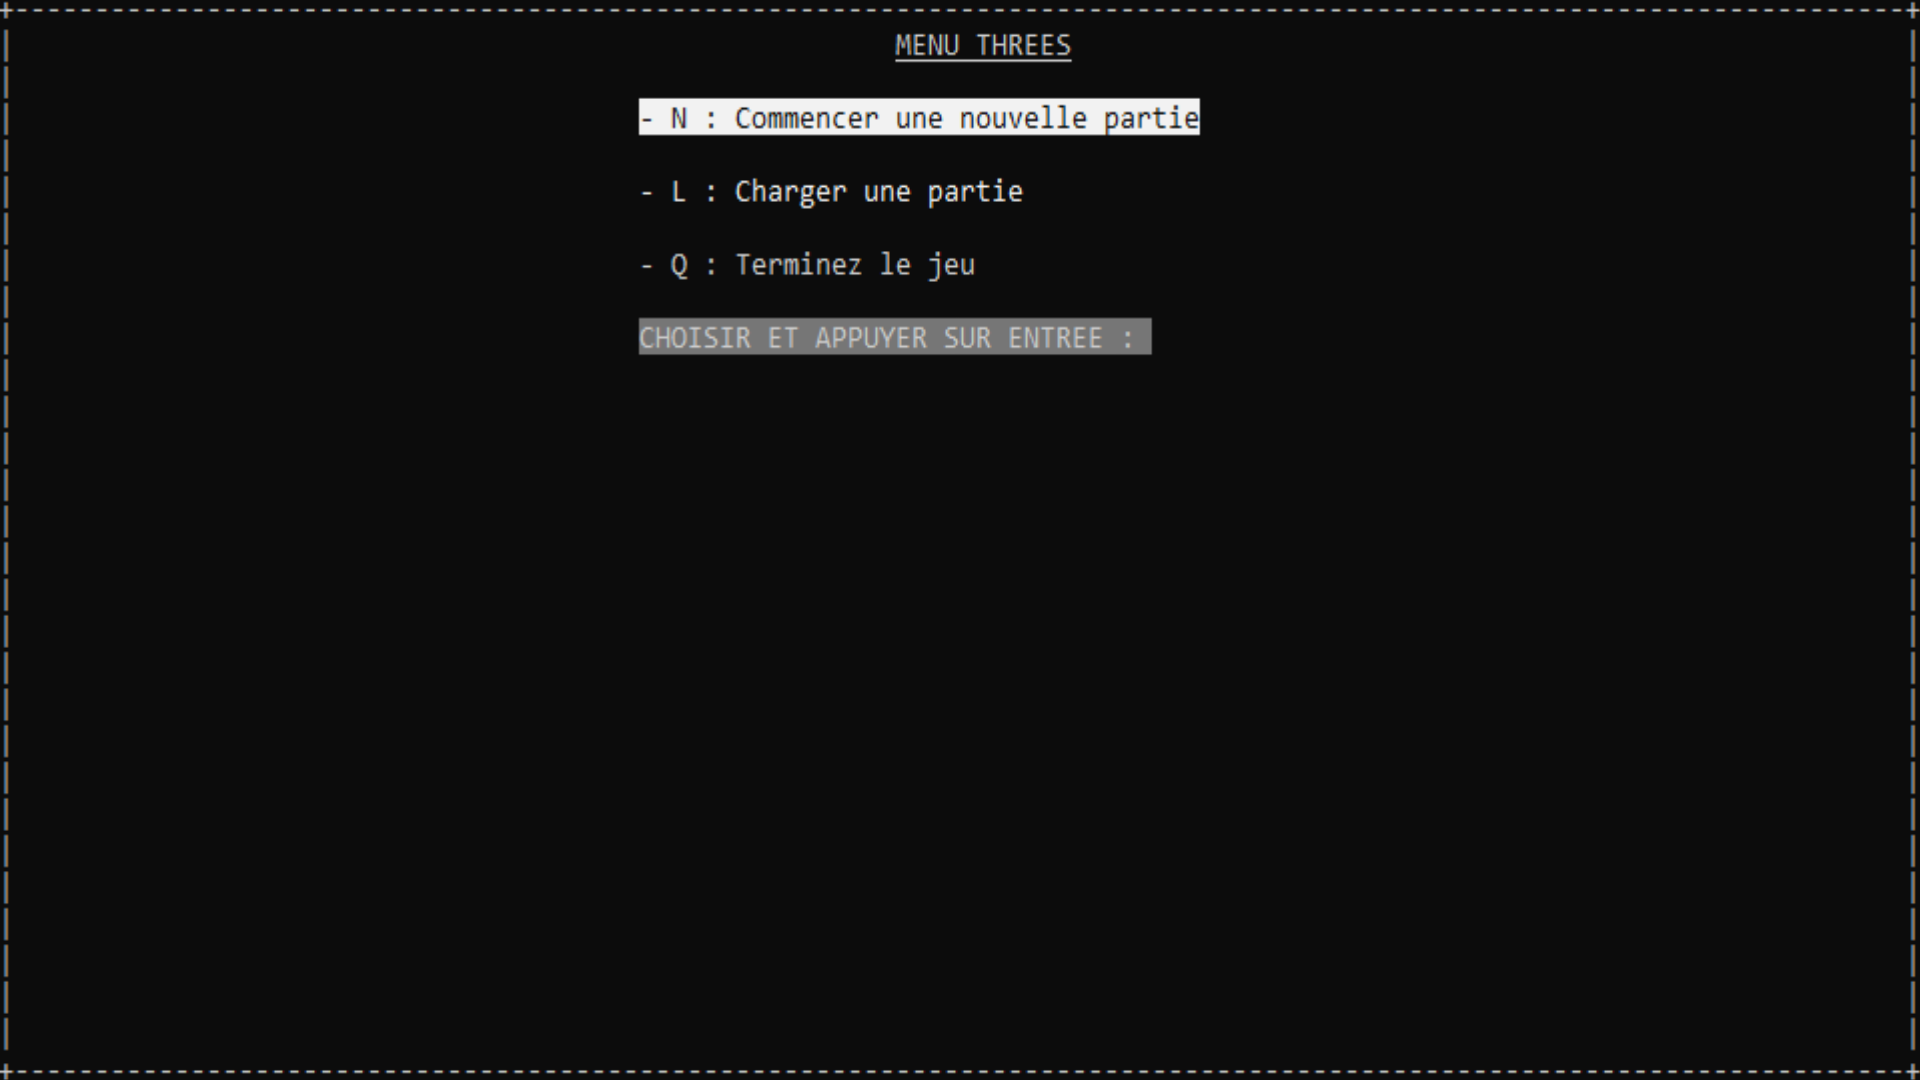 MENU THREES
- N : Commencer une nouvelle partie
- L : Charger une partie
- Q : Terminez le jeu
CHOISIR ET APPUYER SUR ENTREE :